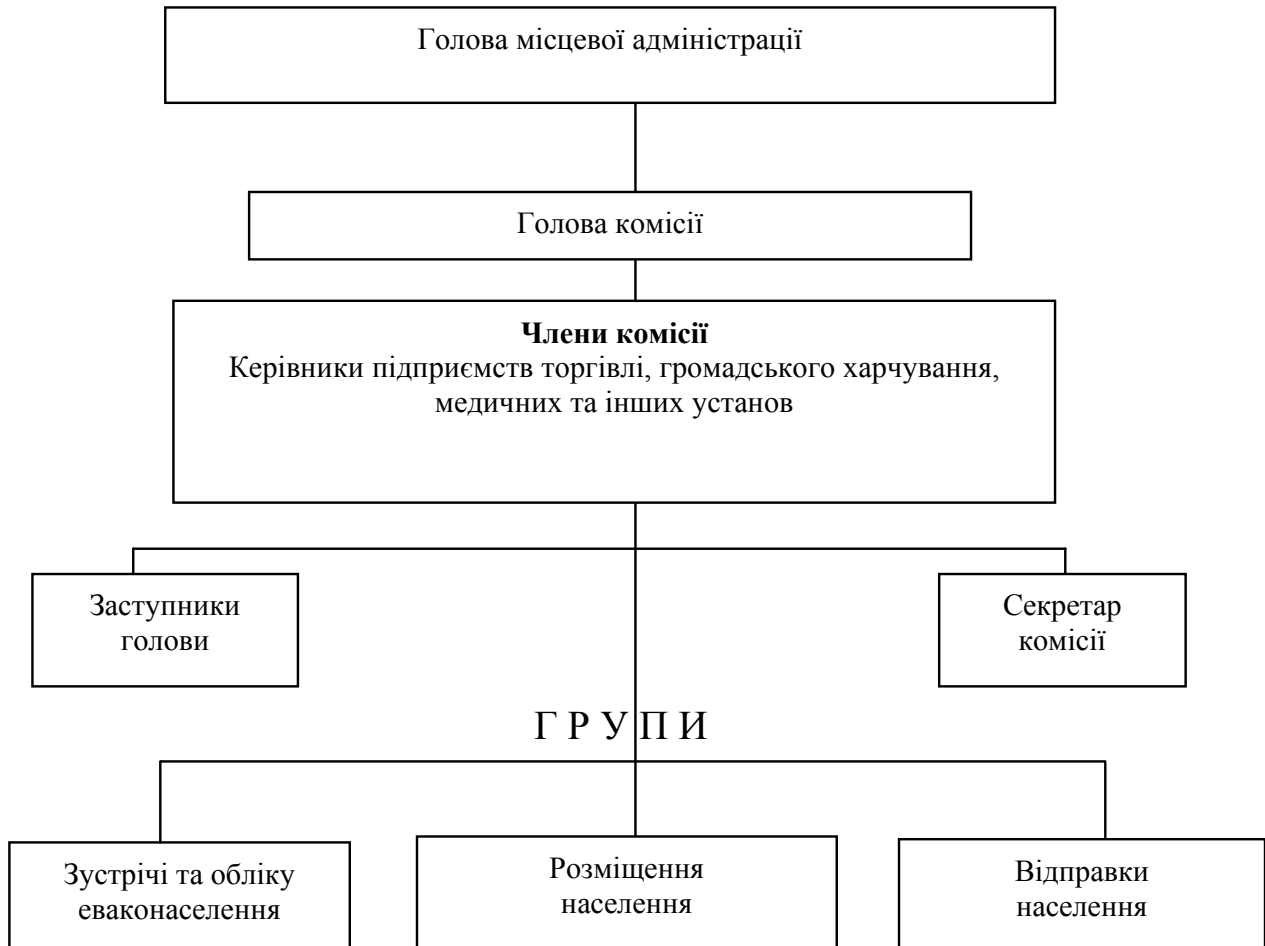 Голова місцевої адміністрації
Голова комісії
Члени комісії
Керівники підприємств торгівлі, громадського харчування,
медичних та інших установ
Заступники
голови
Секретар
комісії
Г Р У П И
Зустрічі та обліку
еваконаселення
Розміщення
населення
Відправки
населення